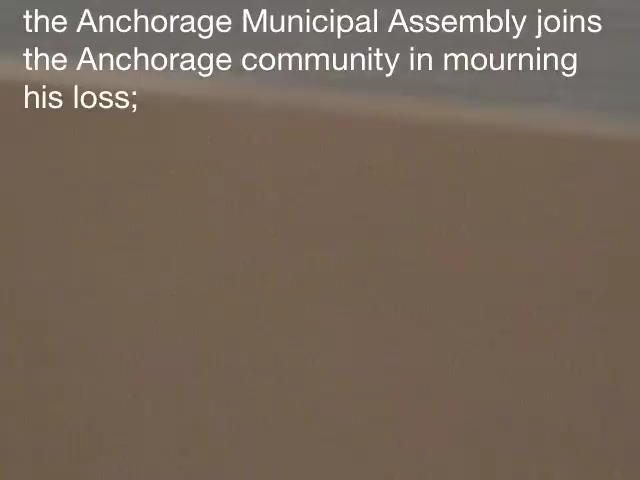 the Anchorage Municipal Assembly joins
the Anchorage community in mourning
his loss;